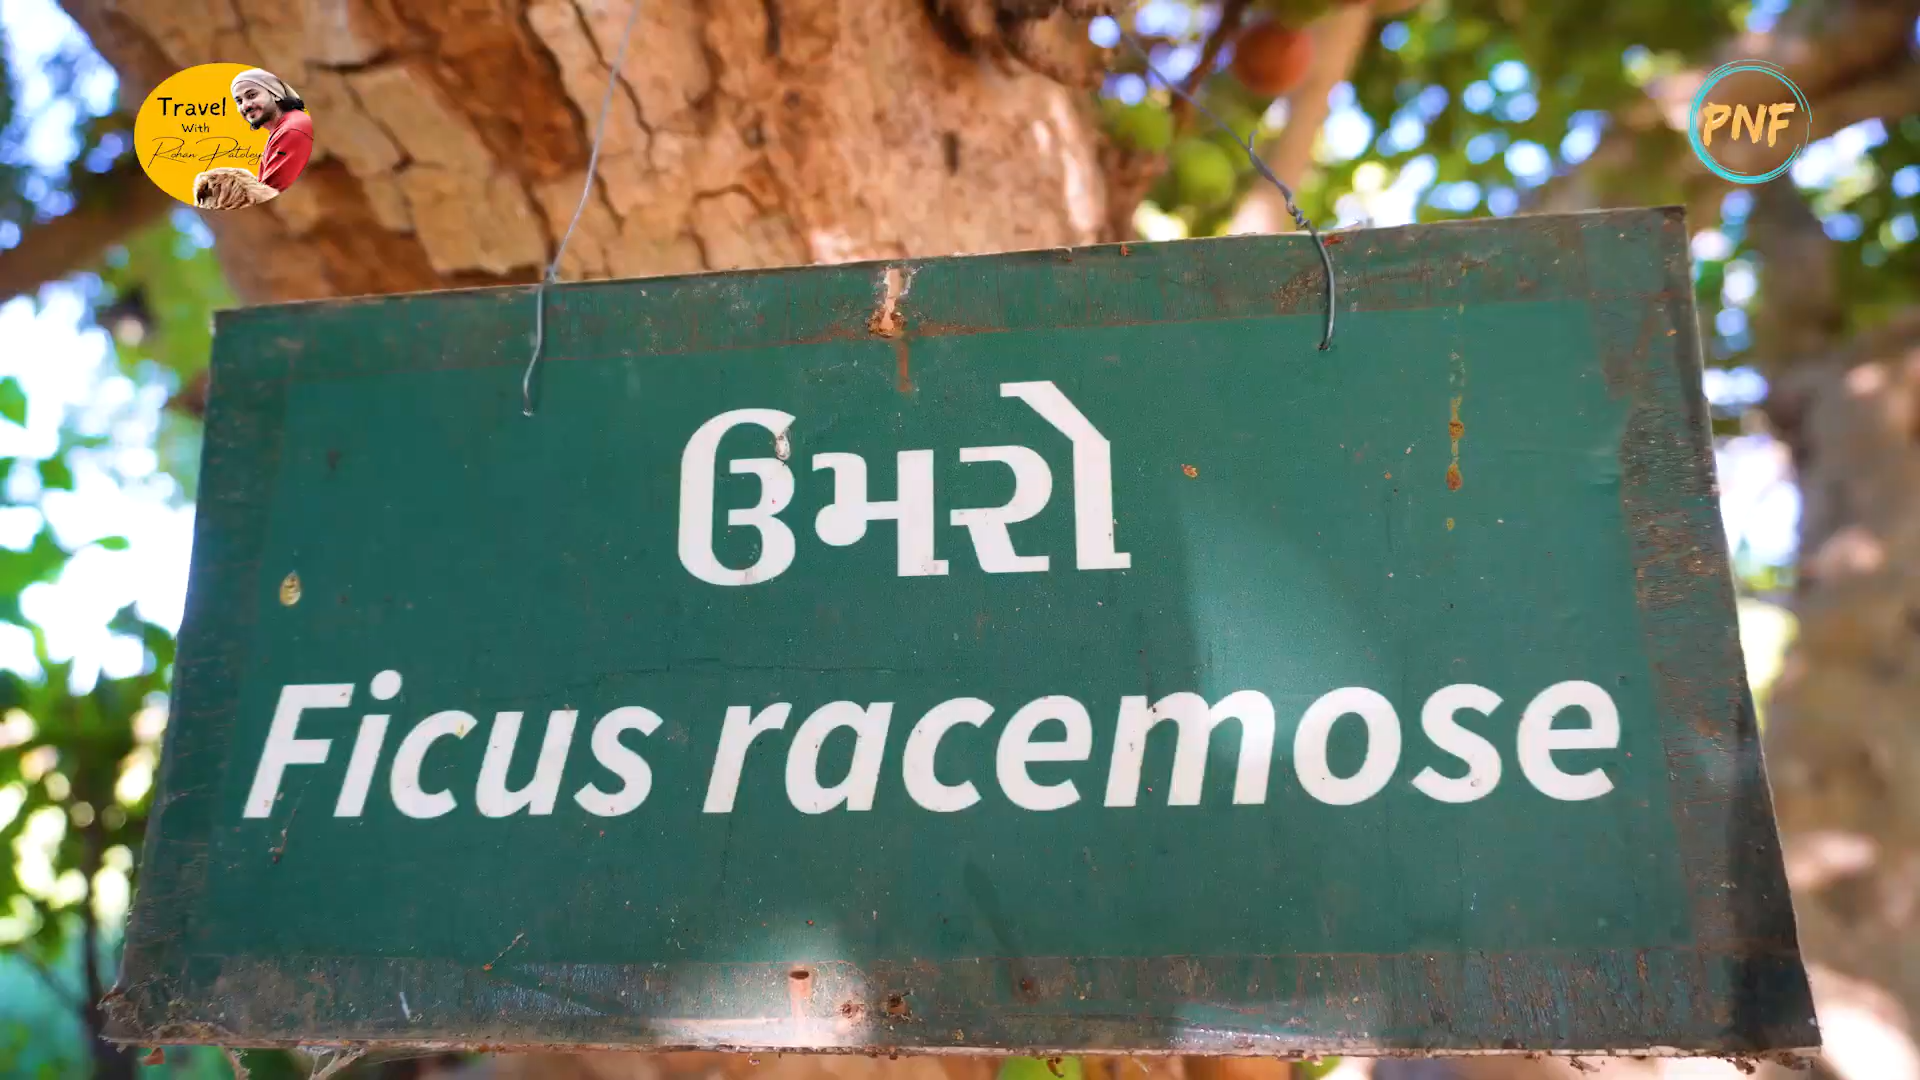 Travel
With
Rohan Patoley
PNF
ઉમરો
Ficus racemose